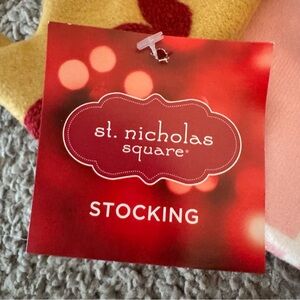 st. nicholas
square®
STOCKING